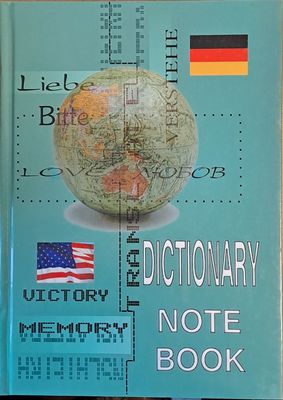 VERSTEHE
Liebe
Bitte
LOVE ЛЮБОВ
TRANSLATE
DICTIONARY
VICTORY
NOTE
MEMORY
BOOK